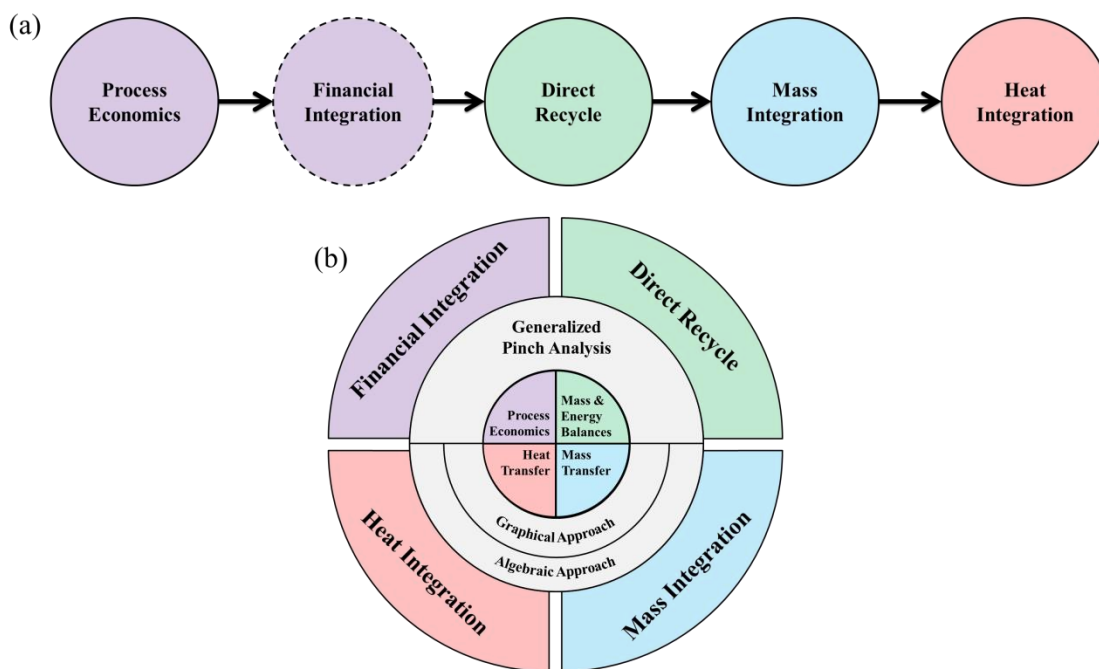 (a)
Process
Economics
Financial
Integration
Direct
Recycle
Mass
Integration
Heat
Integration
(b)
Financial Integration
Direct Recycle
Generalized
Pinch Analysis
Process
Economics
Mass &
Energy
Balances
Heat
Transfer
Mass
Transfer
Graphical Approach
Algebraic Approach
Heat Integration
Mass Integration